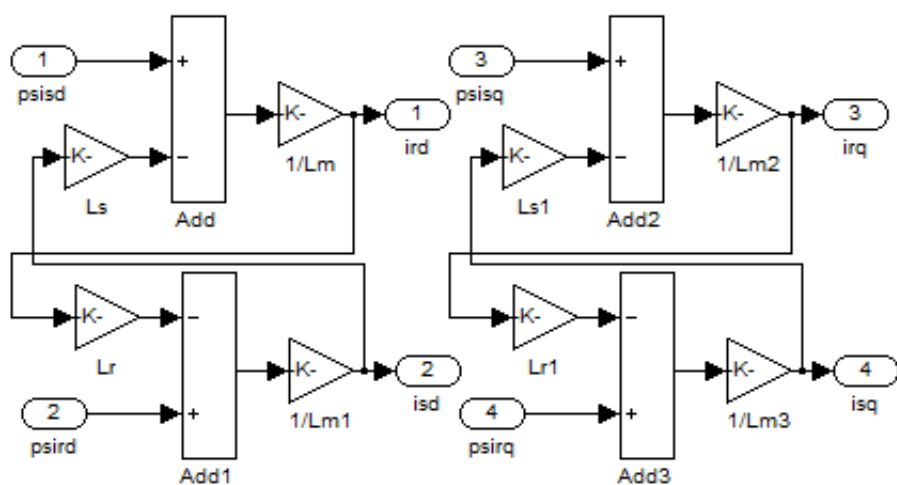 1
+
3
+
psisd
K-
1
psisq
K-
3
K-
−
ird
K-
−
irq
1/Lm
1/Lm2
Ls
Add
Ls1
Add2
K-
−
K-
−
Lr
K-
2
Lr1
K-
4
2
+
isd
4
+
isq
psird
1/Lm1
psirq
1/Lm3
Add1
Add3